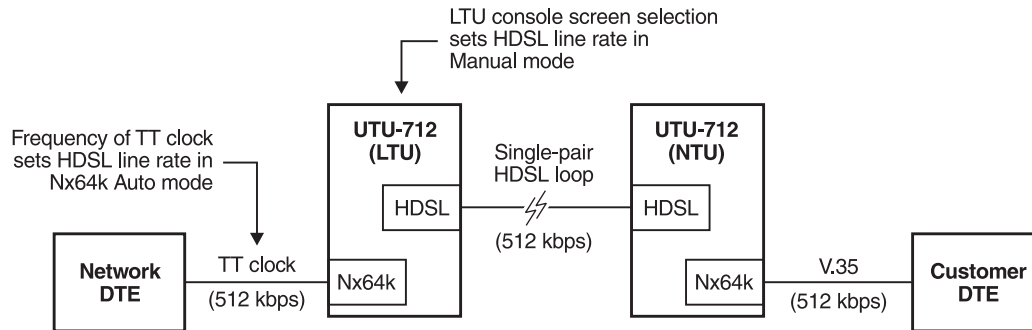 LTU console screen selection
sets HDSL line rate in
Manual mode
Frequency of TT clock
sets HDSL line rate in
Nx64k Auto mode
UTU-712
(LTU)
HDSL
Nx64k
Single-pair
HDSL loop
(512 kbps)
UTU-712
(NTU)
HDSL
Nx64k
Network
DTE
TT clock
(512 kbps)
V.35
(512 kbps)
Customer
DTE